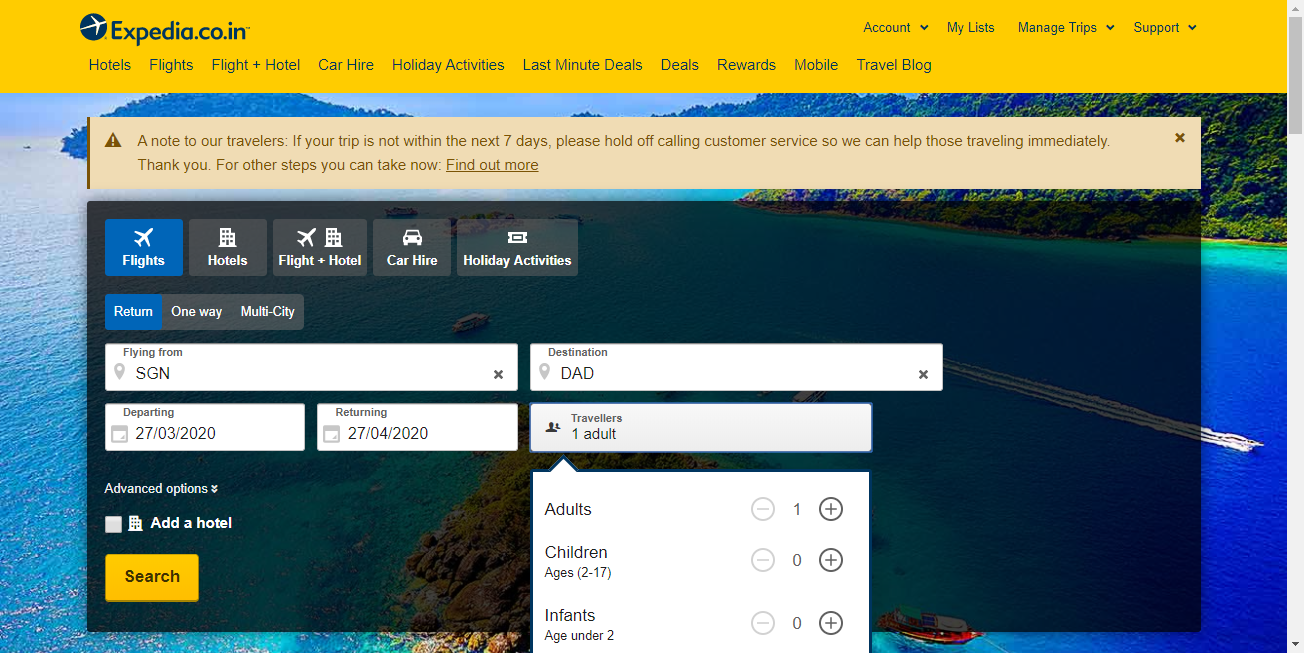 Expedia.co.in
Account
My Lists
Manage Trips
Support
Hotels
Flights
Flight + Hotel
Car Hire
Holiday Activities
Last Minute Deals
Deals
Rewards
Mobile
Travel Blog
A note to our travelers: If your trip is not within the next 7 days, please hold off calling customer service so we can help those traveling immediately.
Thank you. For other steps you can take now: Find out more
Flights
Hotels
Flight + Hotel
Car Hire
Holiday Activities
Return
One way
Multi-City
Flying from
SGN
Destination
DAD
Departing
27/03/2020
Returning
27/04/2020
Travellers
1 adult
Advanced options
Add a hotel
Search
Adults
1
Children
Ages (2-17)
0
Infants
Age under 2
0